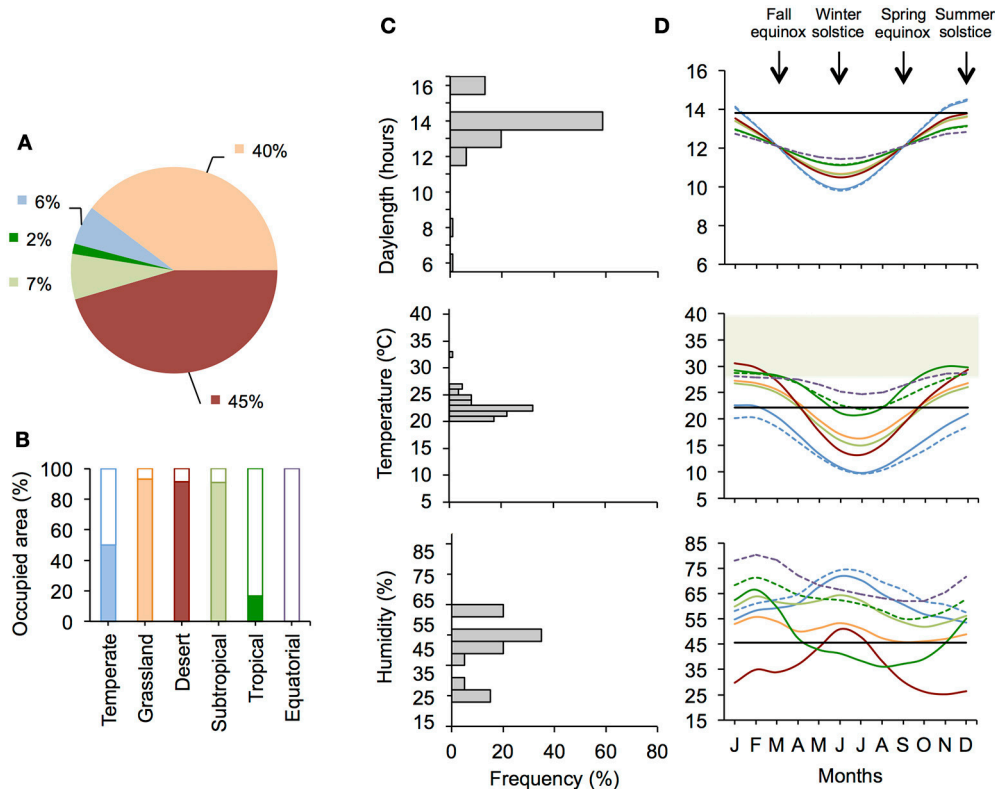 A
40%
6%
2%
7%
45%
B
Occupied area (%)
100
80
60
40
20
0
Temperate
Grassland
Desert
Subtropical
Tropical
Equatorial
C
Daylength (hours)
16
14
12
10
8
6
Temperature (ºC)
40
35
30
25
20
15
10
5
Humidity (%)
85
75
65
55
45
35
25
15
0 20 40 60 80
Frequency (%)
D
Fall
equinox
Winter
solstice
Spring
equinox
Summer
solstice
16
14
12
10
8
6
40
35
30
25
20
15
10
5
85
75
65
55
45
35
25
15
J F M A M J J A S O N D
Months